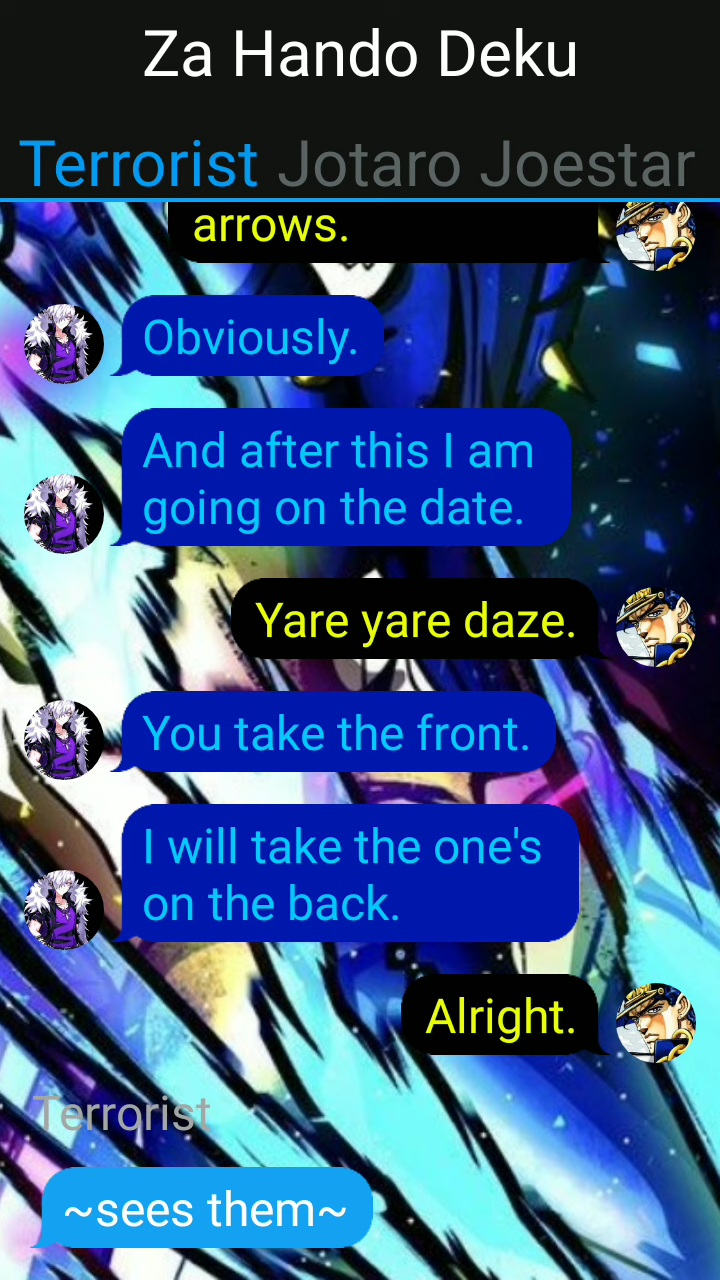 Za Hando Deku
Terrorist Jotaro Joestar
arrows.
Obviously.
And after this I am
going on the date.
Yare yare daze.
You take the front.
I will take the one's
on the back.
Alright.
Terrorist
~sees them~